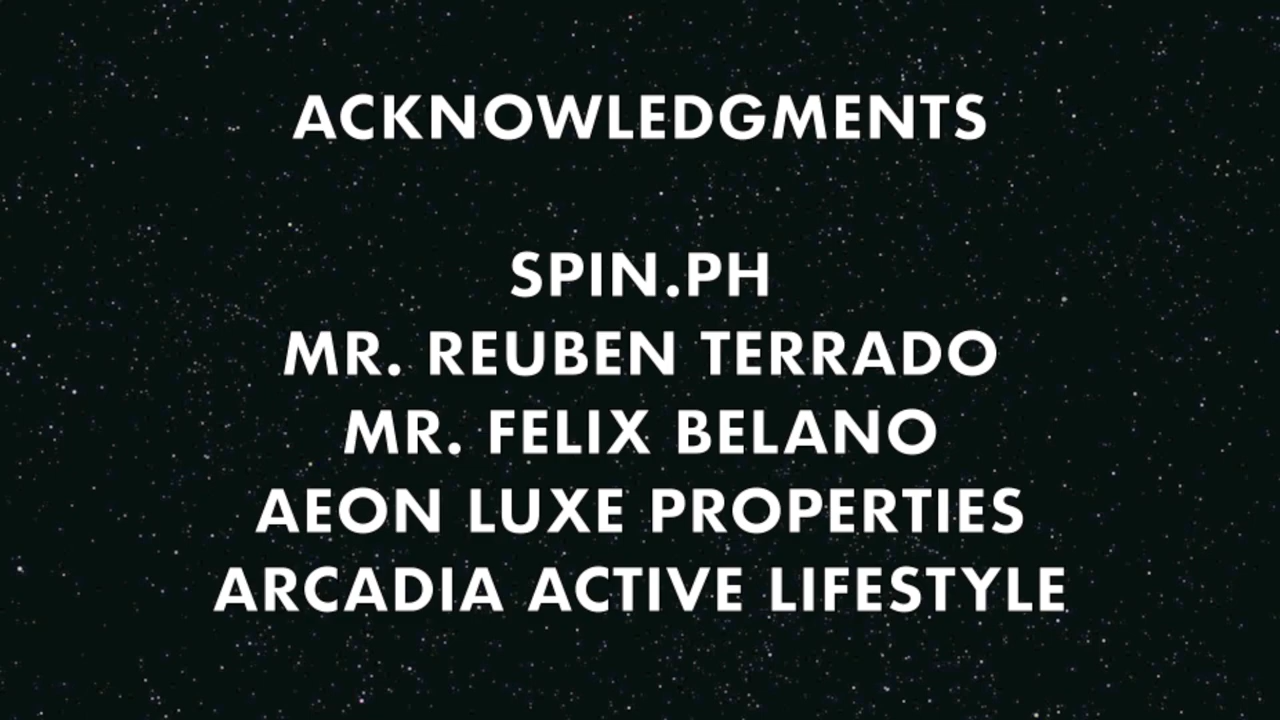 ACKNOWLEDGMENTS
SPIN.PH
MR. REUBEN TERRADO
MR. FELIX BELANO
AEON LUXE PROPERTIES
ARCADIA ACTIVE LIFESTYLE